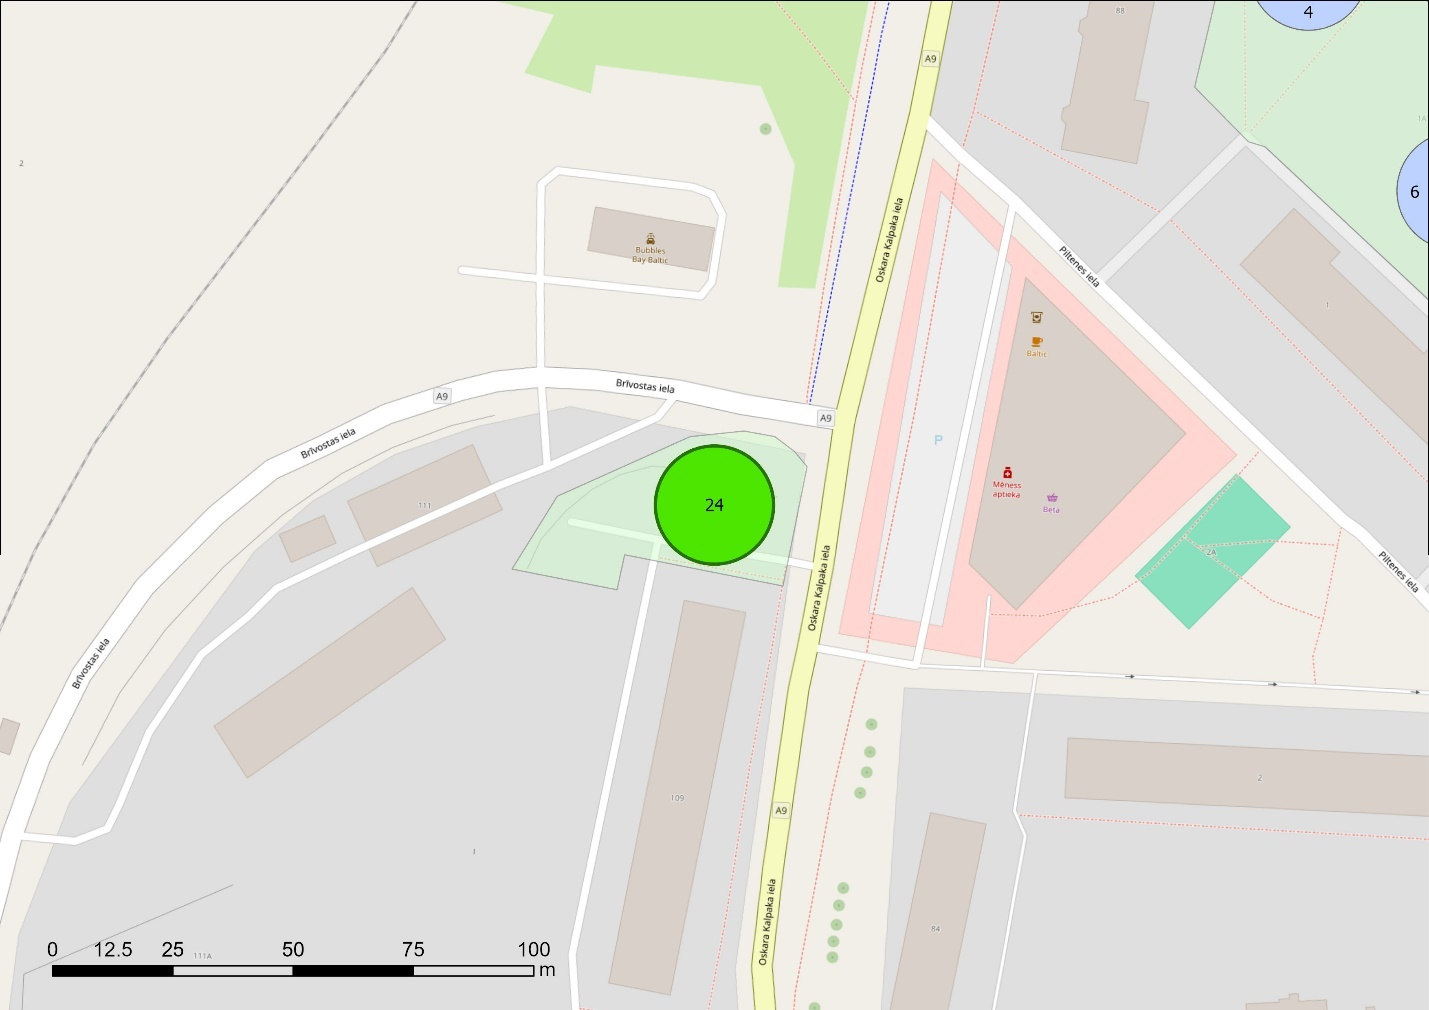 4
88
A9
1A
2
6
Oskara Kalpaka iela
Bubbles
Bay Baltic
Piltenes iela
1
Baltic
Brīvostas iela
A9
A9
P
Brīvostas iela
Mēness
aptieka
Beta
111
24
2A
Oskara Kalpaka iela
Piltenes iela
Brīvostas iela
109
2
A9
I
Oskara Kalpaka iela
84
111A
0 12.5 25 50 75 100
m